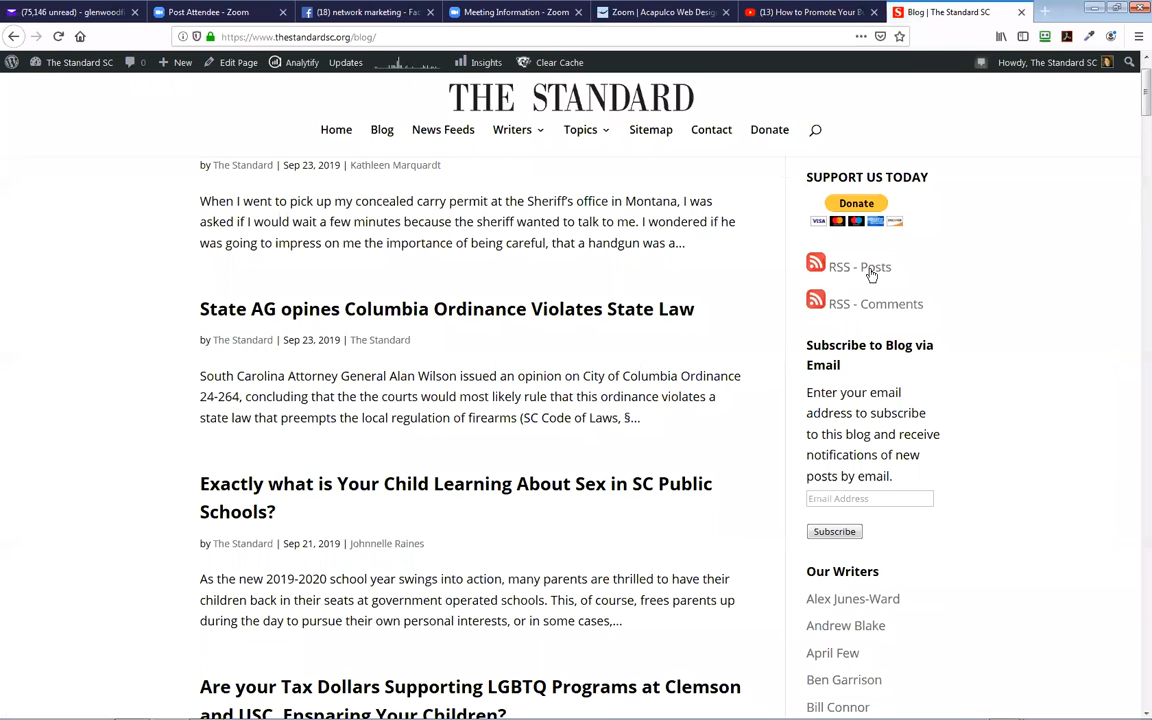 (75,146 unread) - glenwoodfi
Post Attendee - Zoom
(18) network marketing - Fac
Meeting Information - Zoom
Zoom | Acapulco Web Desig
(13) How to Promote Your B
Blog | The Standard SC
https://www.thestandardsc.org/blog/
The Standard SC
0
New
Edit Page
Analytify
Updates
Insights
Clear Cache
Howdy, The Standard SC
THE STANDARD
Home
Blog
News Feeds
Writers
Topics
Sitemap
Contact
Donate
by The Standard | Sep 23, 2019 | Kathleen Marquardt
When I went to pick up my concealed carry permit at the Sheriff's office in Montana, I was
asked if I would wait a few minutes because the sheriff wanted to talk to me. I wondered if he
was going to impress on me the importance of being careful, that a handgun was a...
State AG opines Columbia Ordinance Violates State Law
by The Standard | Sep 23, 2019 | The Standard
South Carolina Attorney General Alan Wilson issued an opinion on City of Columbia Ordinance
24-264, concluding that the the courts would most likely rule that this ordinance violates a
state law that preempts the local regulation of firearms (SC Code of Laws, §...
Exactly what is Your Child Learning About Sex in SC Public
Schools?
by The Standard | Sep 21, 2019 | Johnnelle Raines
As the new 2019-2020 school year swings into action, many parents are thrilled to have their
children back in their seats at government operated schools. This, of course, frees parents up
during the day to pursue their own personal interests, or in some cases,...
Are your Tax Dollars Supporting LGBTQ Programs at Clemson
and USC, Ensnaring Your Children?
SUPPORT US TODAY
Donate
VISA
RSS - Posts
RSS - Comments
Subscribe to Blog via
Email
Enter your email
address to subscribe
to this blog and receive
notifications of new
posts by email.
Email Address
Subscribe
Our Writers
Alex Junes-Ward
Andrew Blake
April Few
Ben Garrison
Bill Connor